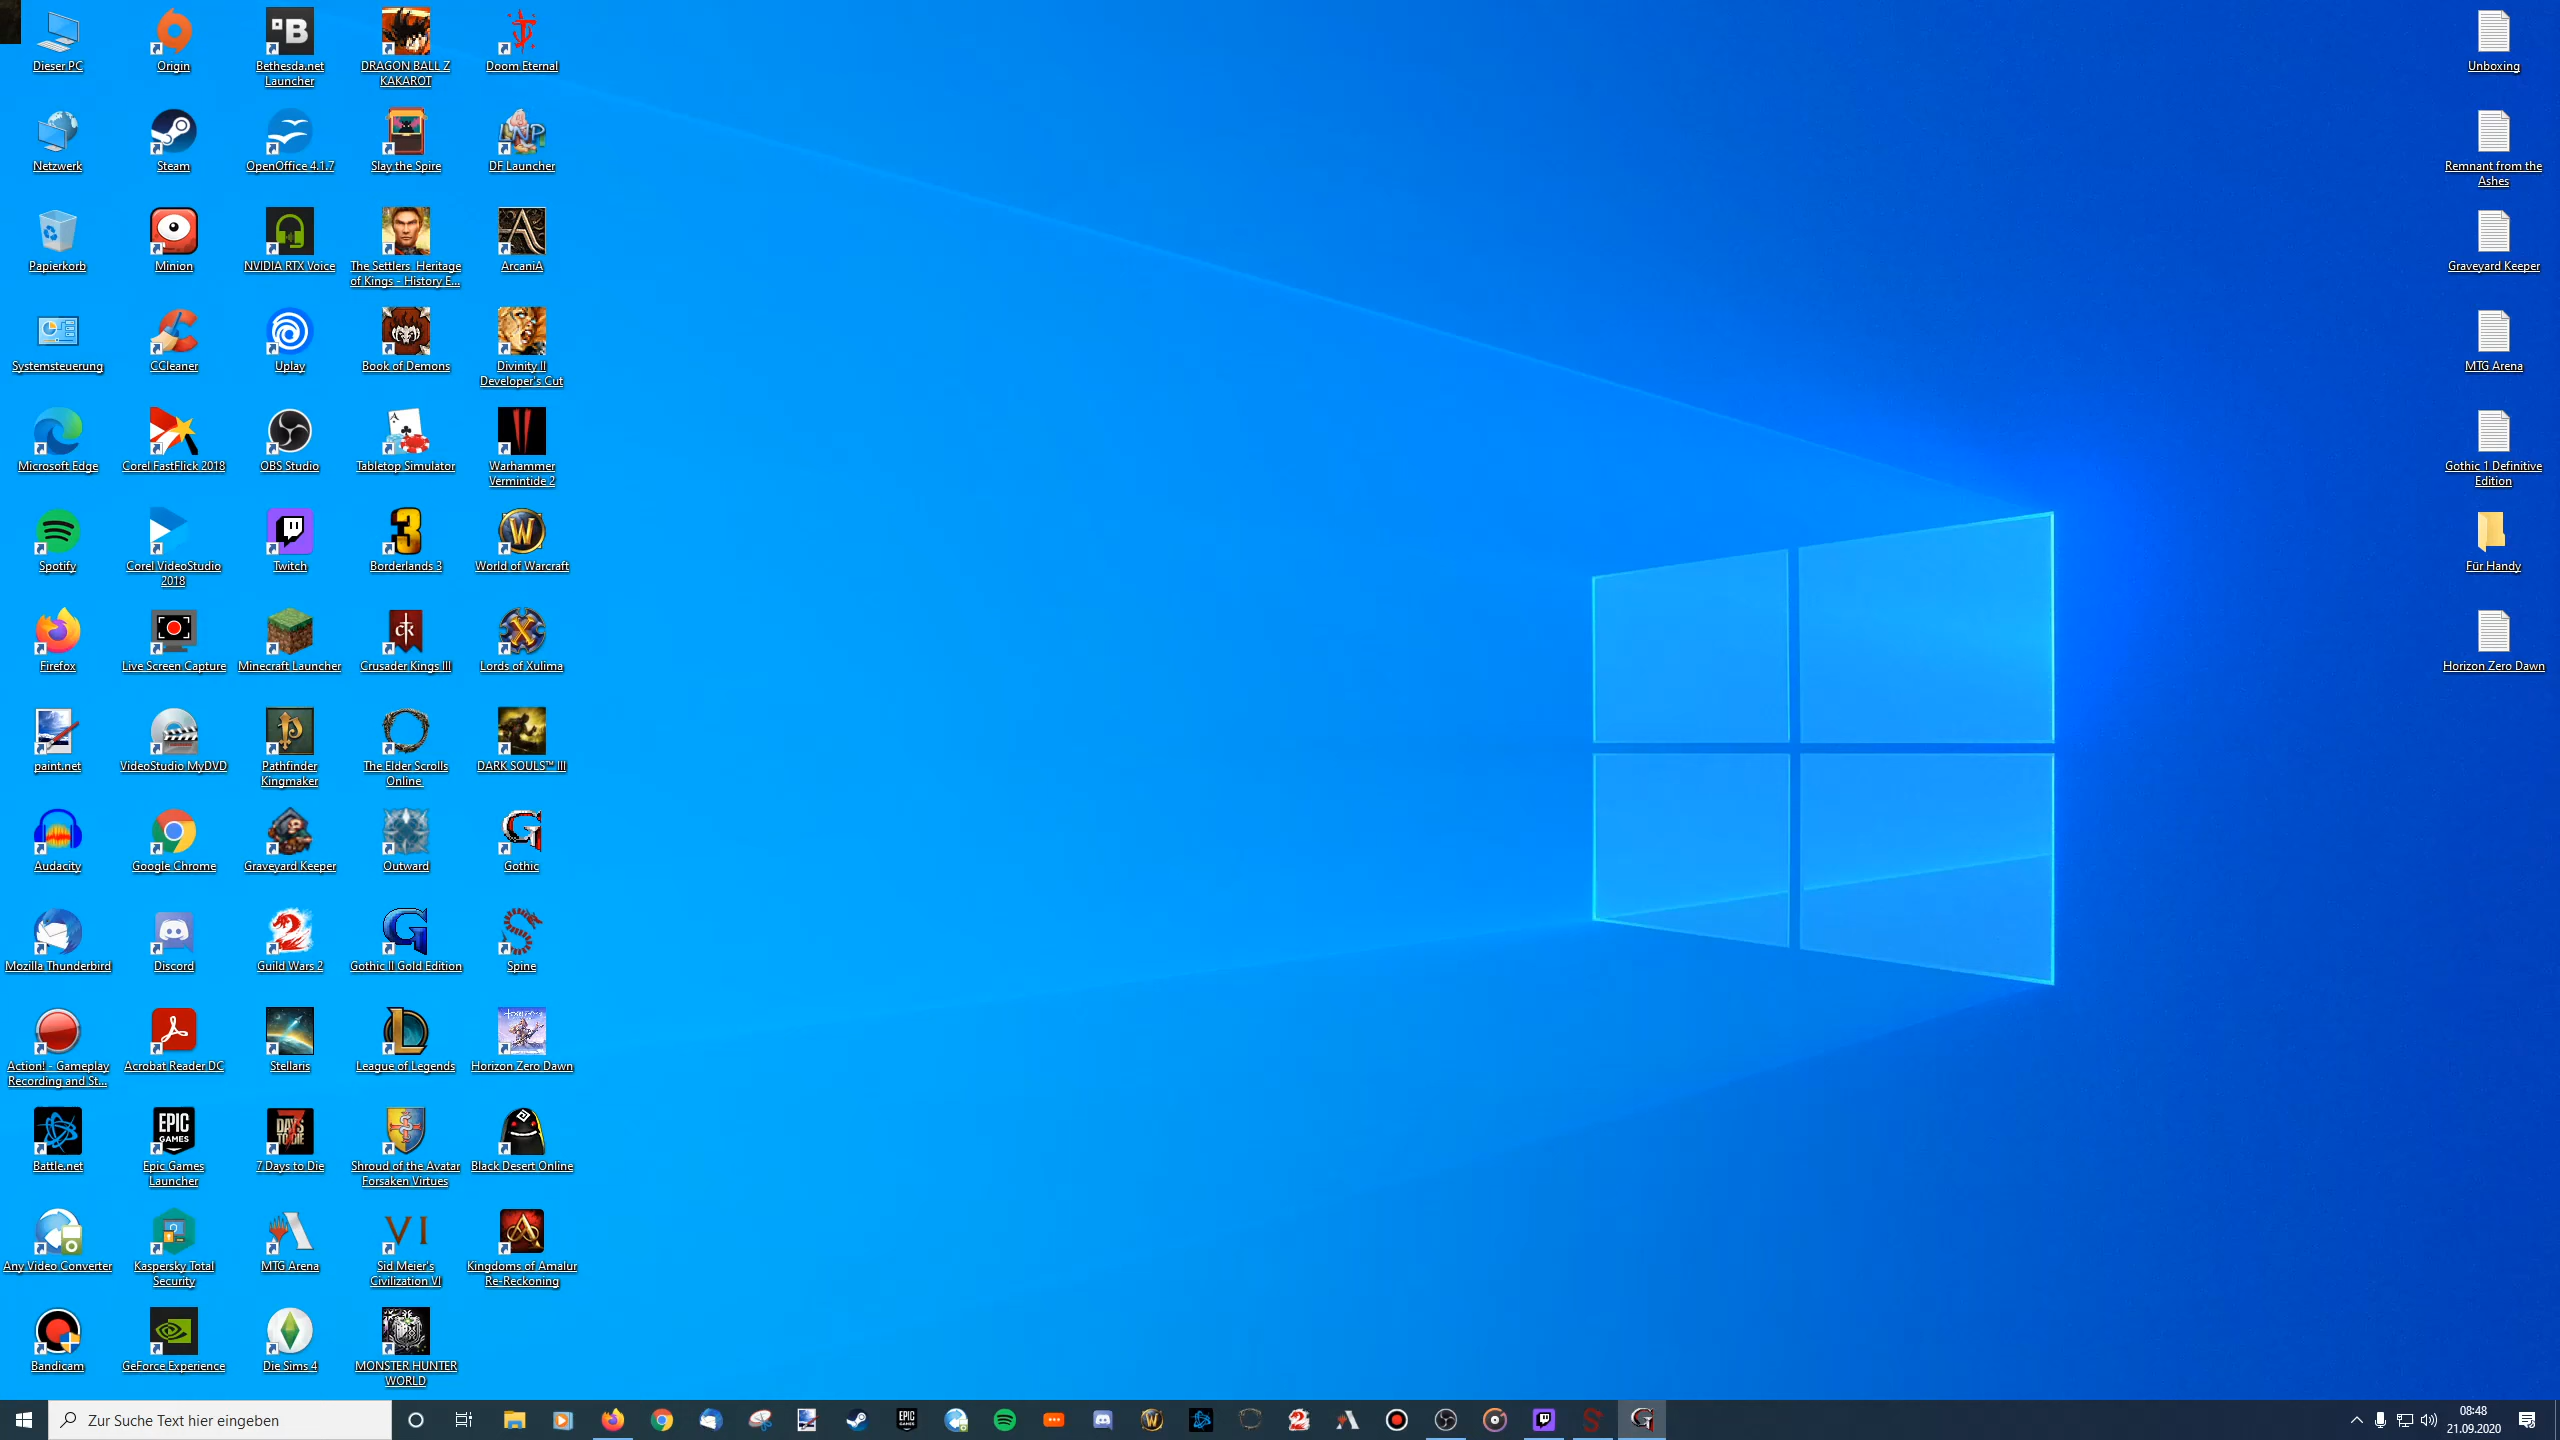 Dieser PC
Origin
Bethesda.net
Launcher
DRAGON BALL Z
KAKAROT
Doom Eternal
Unboxing
Netzwerk
Steam
OpenOffice 4.1.7
Slay the Spire
LNP
DF Launcher
Remnant from the
Ashes
Papierkorb
Minion
NVIDIA RTX Voice
The Settlers Heritage
of Kings - History E...
ArcaniA
Graveyard Keeper
Systemsteuerung
CCleaner
Uplay
Book of Demons
Divinity II
Developer's Cut
MTG Arena
Microsoft Edge
Corel FastFlick 2018
OBS Studio
Tabletop Simulator
Warhammer
Vermintide 2
Gothic 1 Definitive
Edition
Spotify
Corel VideoStudio
2018
Twitch
Borderlands 3
World of Warcraft
Für Handy
Firefox
Live Screen Capture
Minecraft Launcher
Crusader Kings III
Lords of Xulima
Horizon Zero Dawn
paint.net
VideoStudio MyDVD
Pathfinder
Kingmaker
The Elder Scrolls
Online
DARK SOULS™ III
Audacity
Google Chrome
Graveyard Keeper
Outward
Gothic
Mozilla Thunderbird
Discord
Guild Wars 2
Gothic II Gold Edition
Spine
Action! - Gameplay
Recording and St...
Acrobat Reader DC
Stellaris
League of Legends
Horizon Zero Dawn
Battle.net
EPIC
GAMES
Epic Games
Launcher
7 DAYS
TO DIE
7 Days to Die
Shroud of the Avatar
Forsaken Virtues
Black Desert Online
Any Video Converter
Kaspersky Total
Security
MTG Arena
VI
Sid Meier's
Civilization VI
Kingdoms of Amalur
Re-Reckoning
Bandicam
GeForce Experience
Die Sims 4
MONSTER HUNTER
WORLD
Zur Suche Text hier eingeben
08:48
21.09.2020